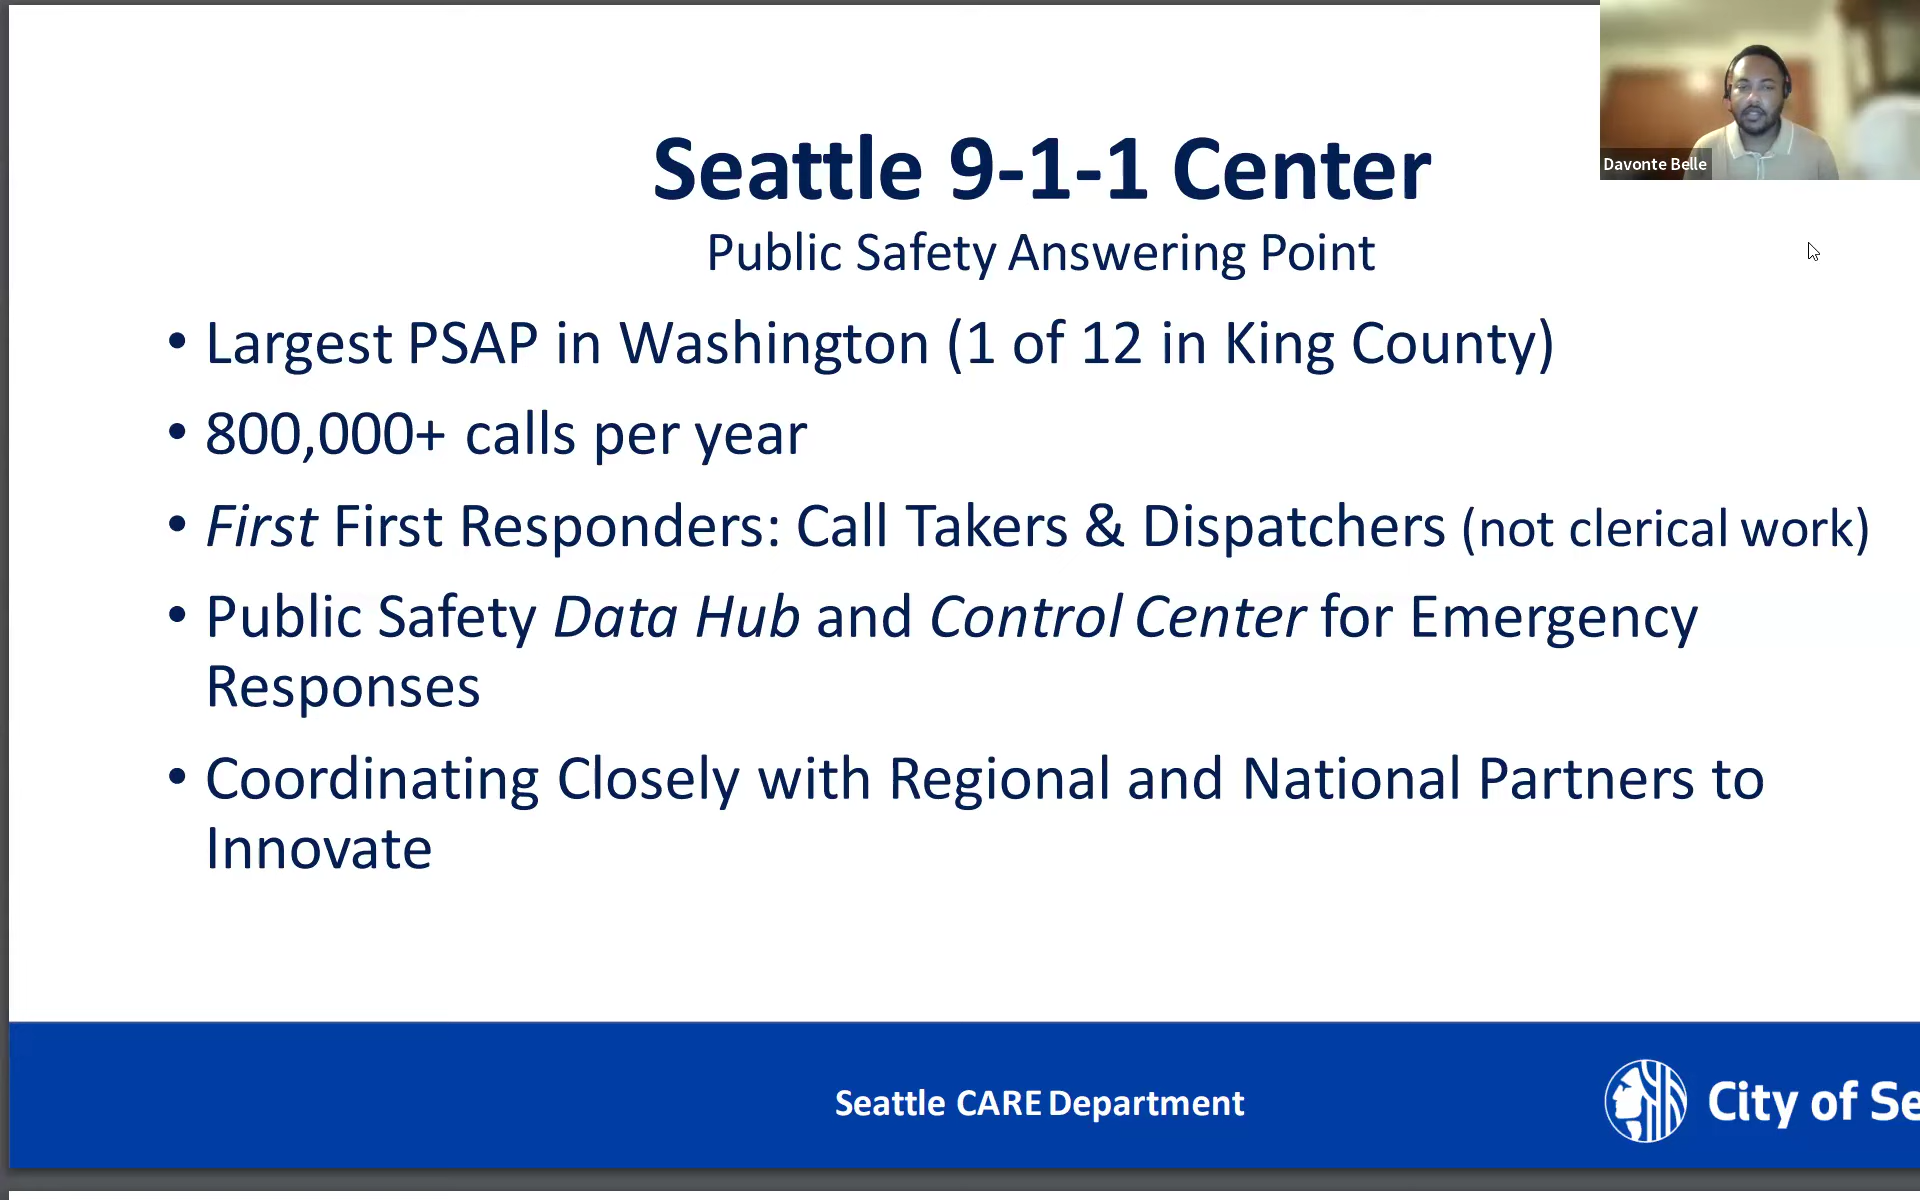 Seattle 9-1-1 Center
Davonte Belle
Public Safety Answering Point
• Largest PSAP in Washington (1 of 12 in King County)
• 800,000+ calls per year
• First First Responders: Call Takers & Dispatchers (not clerical work)
• Public Safety Data Hub and Control Center for Emergency
Responses
• Coordinating Closely with Regional and National Partners to
Innovate
Seattle CARE Department
City of Se